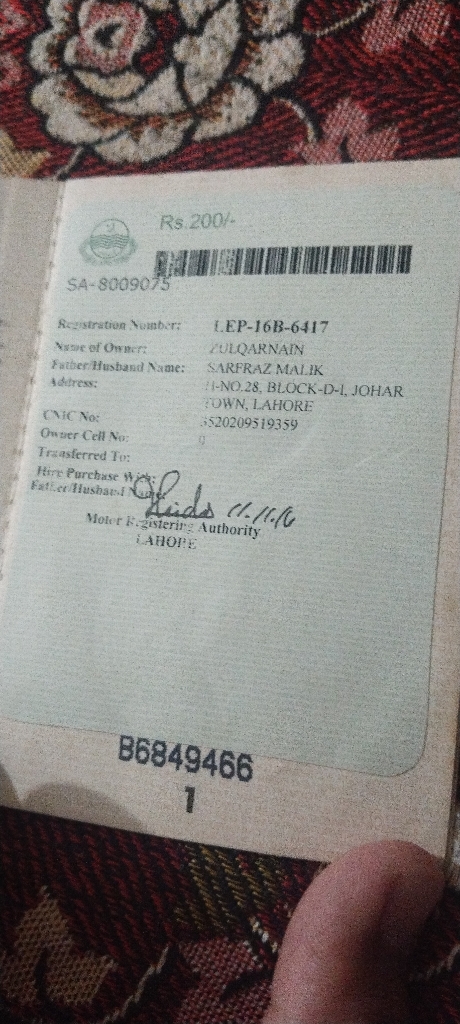 Rs.200/-
SA-8009075
Registration Number: LEP-16B-6417
Name of Owner: ZULQARNAIN
Father/Husband Name: SARFRAZ MALIK
Address: H-NO.28, BLOCK-D-1, JOHAR
TOWN, LAHORE
CNIC No: 3520209519359
Owner Cell No: 0
Transferred To:
Hire Purchase With:
Father/Husband Name:
11.11.16
Motor Registering Authority
LAHORE
B6849466
1